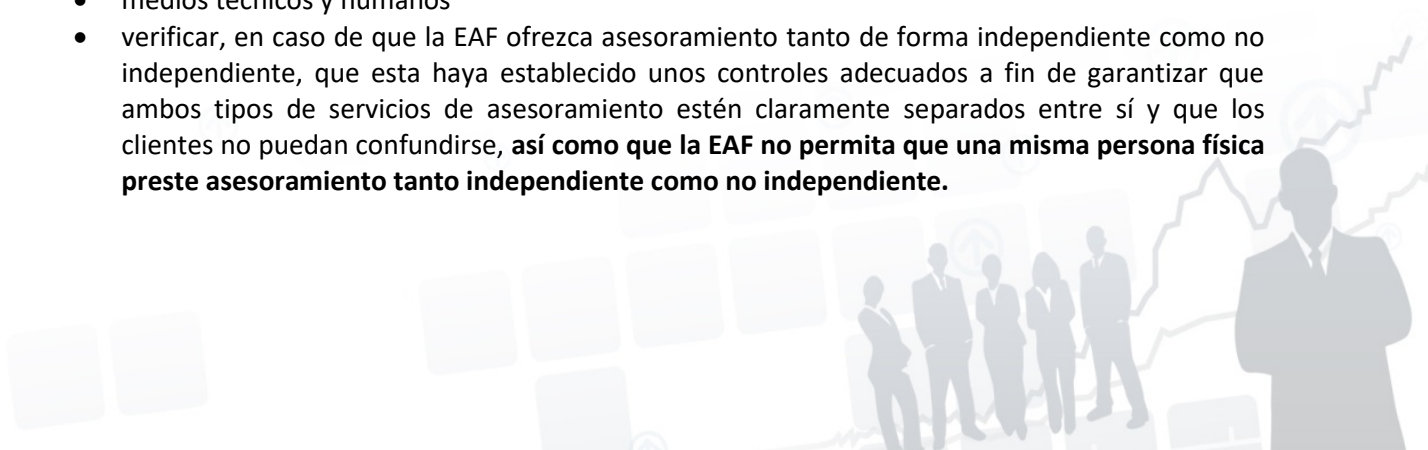 • medios técnicos y humanos
• verificar, en caso de que la EAF ofrezca asesoramiento tanto de forma independiente como no
independiente, que esta haya establecido unos controles adecuados a fin de garantizar que
ambos tipos de servicios de asesoramiento estén claramente separados entre sí y que los
clientes no puedan confundirse, así como que la EAF no permita que una misma persona física
preste asesoramiento tanto independiente como no independiente.